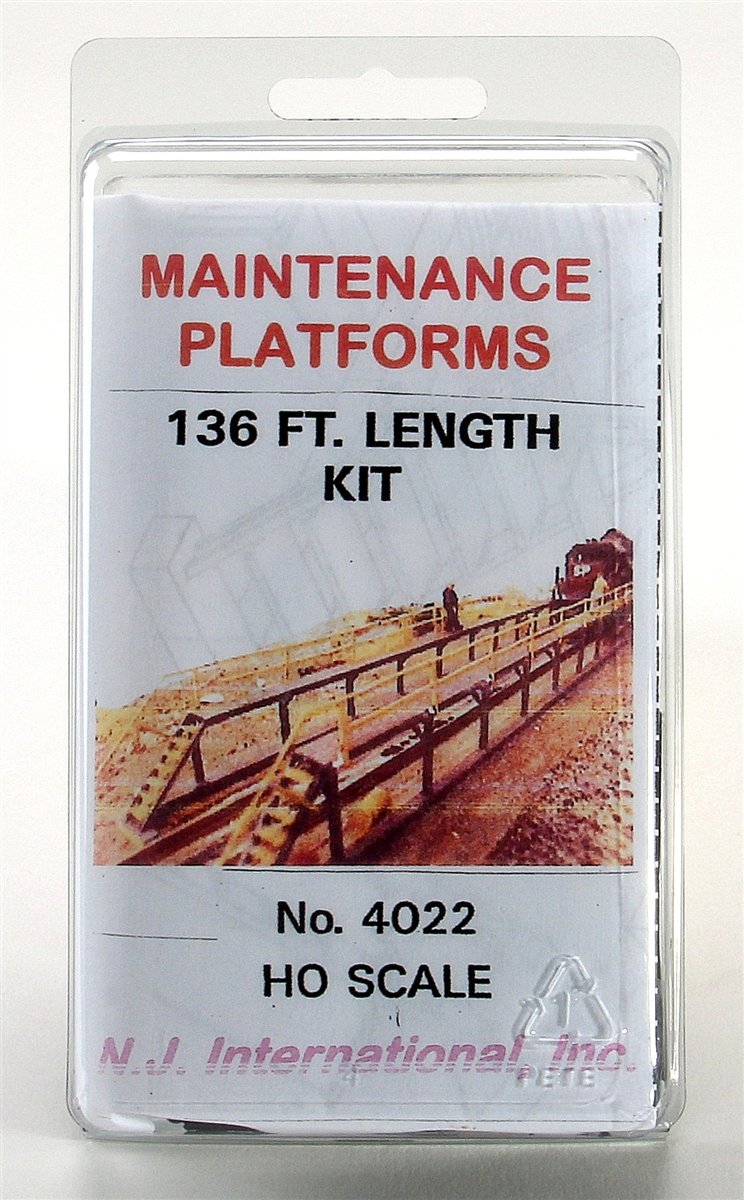 MAINTENANCE
PLATFORMS
136 FT. LENGTH
KIT
No. 4022
HO SCALE
1
N.J. International, Inc.
PETE